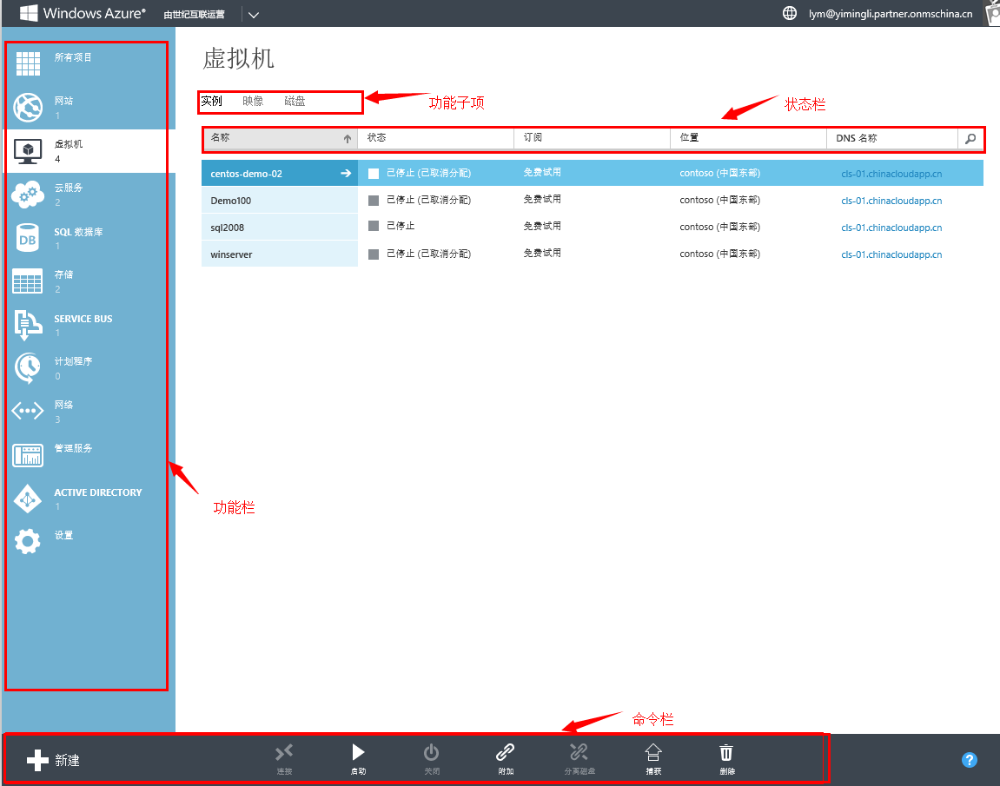 Windows Azure® 由世纪互联运营
lym@yimingli.partner.onmschina.cn
所有项目
网站
1
虚拟机
4
云服务
2
SQL 数据库
1
DB
存储
2
SERVICE BUS
1
计划程序
0
网络
3
管理服务
ACTIVE DIRECTORY
1
设置
功能栏
虚拟机
实例 映像 磁盘
功能子项
状态栏
名称 状态 订阅 位置 DNS 名称
centos-demo-02 已停止 (已取消分配) 免费试用 contoso (中国东部) cls-01.chinacloudapp.cn
Demo100 已停止 (已取消分配) 免费试用 contoso (中国东部) cls-01.chinacloudapp.cn
sql2008 已停止 免费试用 contoso (中国东部) cls-01.chinacloudapp.cn
winserver 已停止 (已取消分配) 免费试用 contoso (中国东部) cls-01.chinacloudapp.cn
命令栏
新建 连接 启动 关闭 附加 分离磁盘 捕获 删除
?